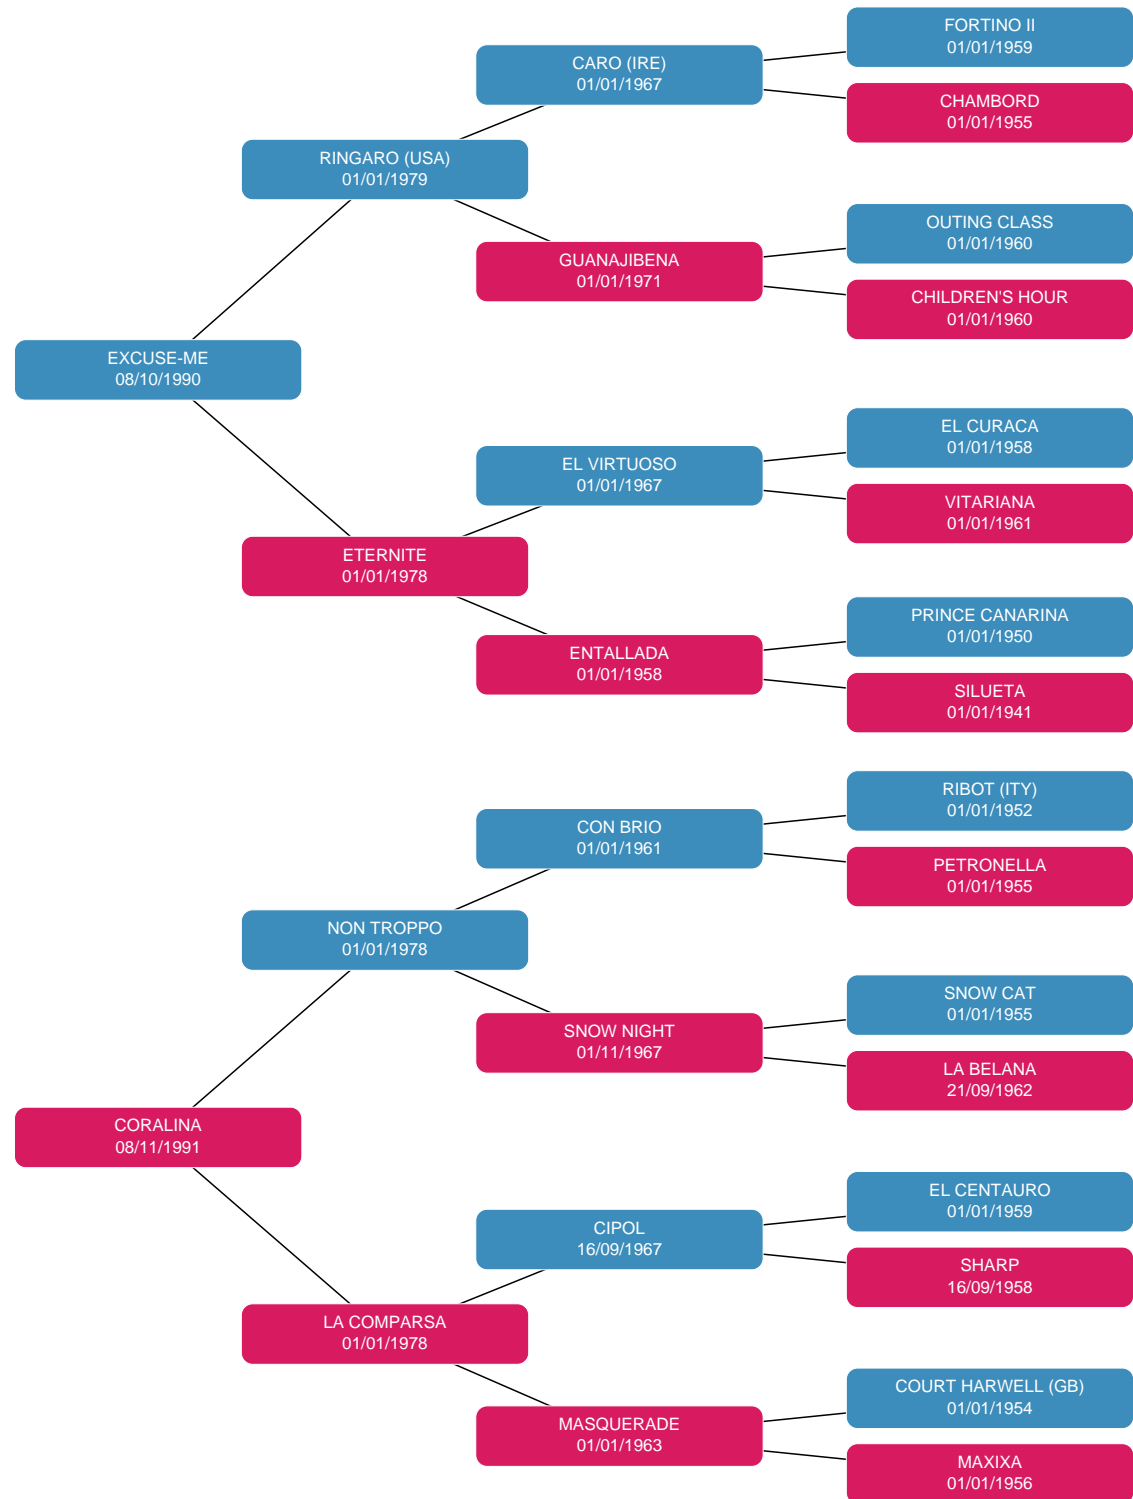 FORTINO II
01/01/1959
CARO (IRE)
01/01/1967
CHAMBORD
01/01/1955
RINGARO (USA)
01/01/1979
OUTING CLASS
01/01/1960
GUANAJIBENA
01/01/1971
CHILDREN'S HOUR
01/01/1960
EXCUSE-ME
08/10/1990
EL CURACA
01/01/1958
EL VIRTUOSO
01/01/1967
VITARIANA
01/01/1961
ETERNITE
01/01/1978
PRINCE CANARINA
01/01/1950
ENTALLADA
01/01/1958
SILUETA
01/01/1941
RIBOT (ITY)
01/01/1952
CON BRIO
01/01/1961
PETRONELLA
01/01/1955
NON TROPPO
01/01/1978
SNOW CAT
01/01/1955
SNOW NIGHT
01/11/1967
LA BELANA
21/09/1962
CORALINA
08/11/1991
EL CENTAURO
01/01/1959
CIPOL
16/09/1967
SHARP
16/09/1958
LA COMPARSA
01/01/1978
COURT HARWELL (GB)
01/01/1954
MASQUERADE
01/01/1963
MAXIXA
01/01/1956